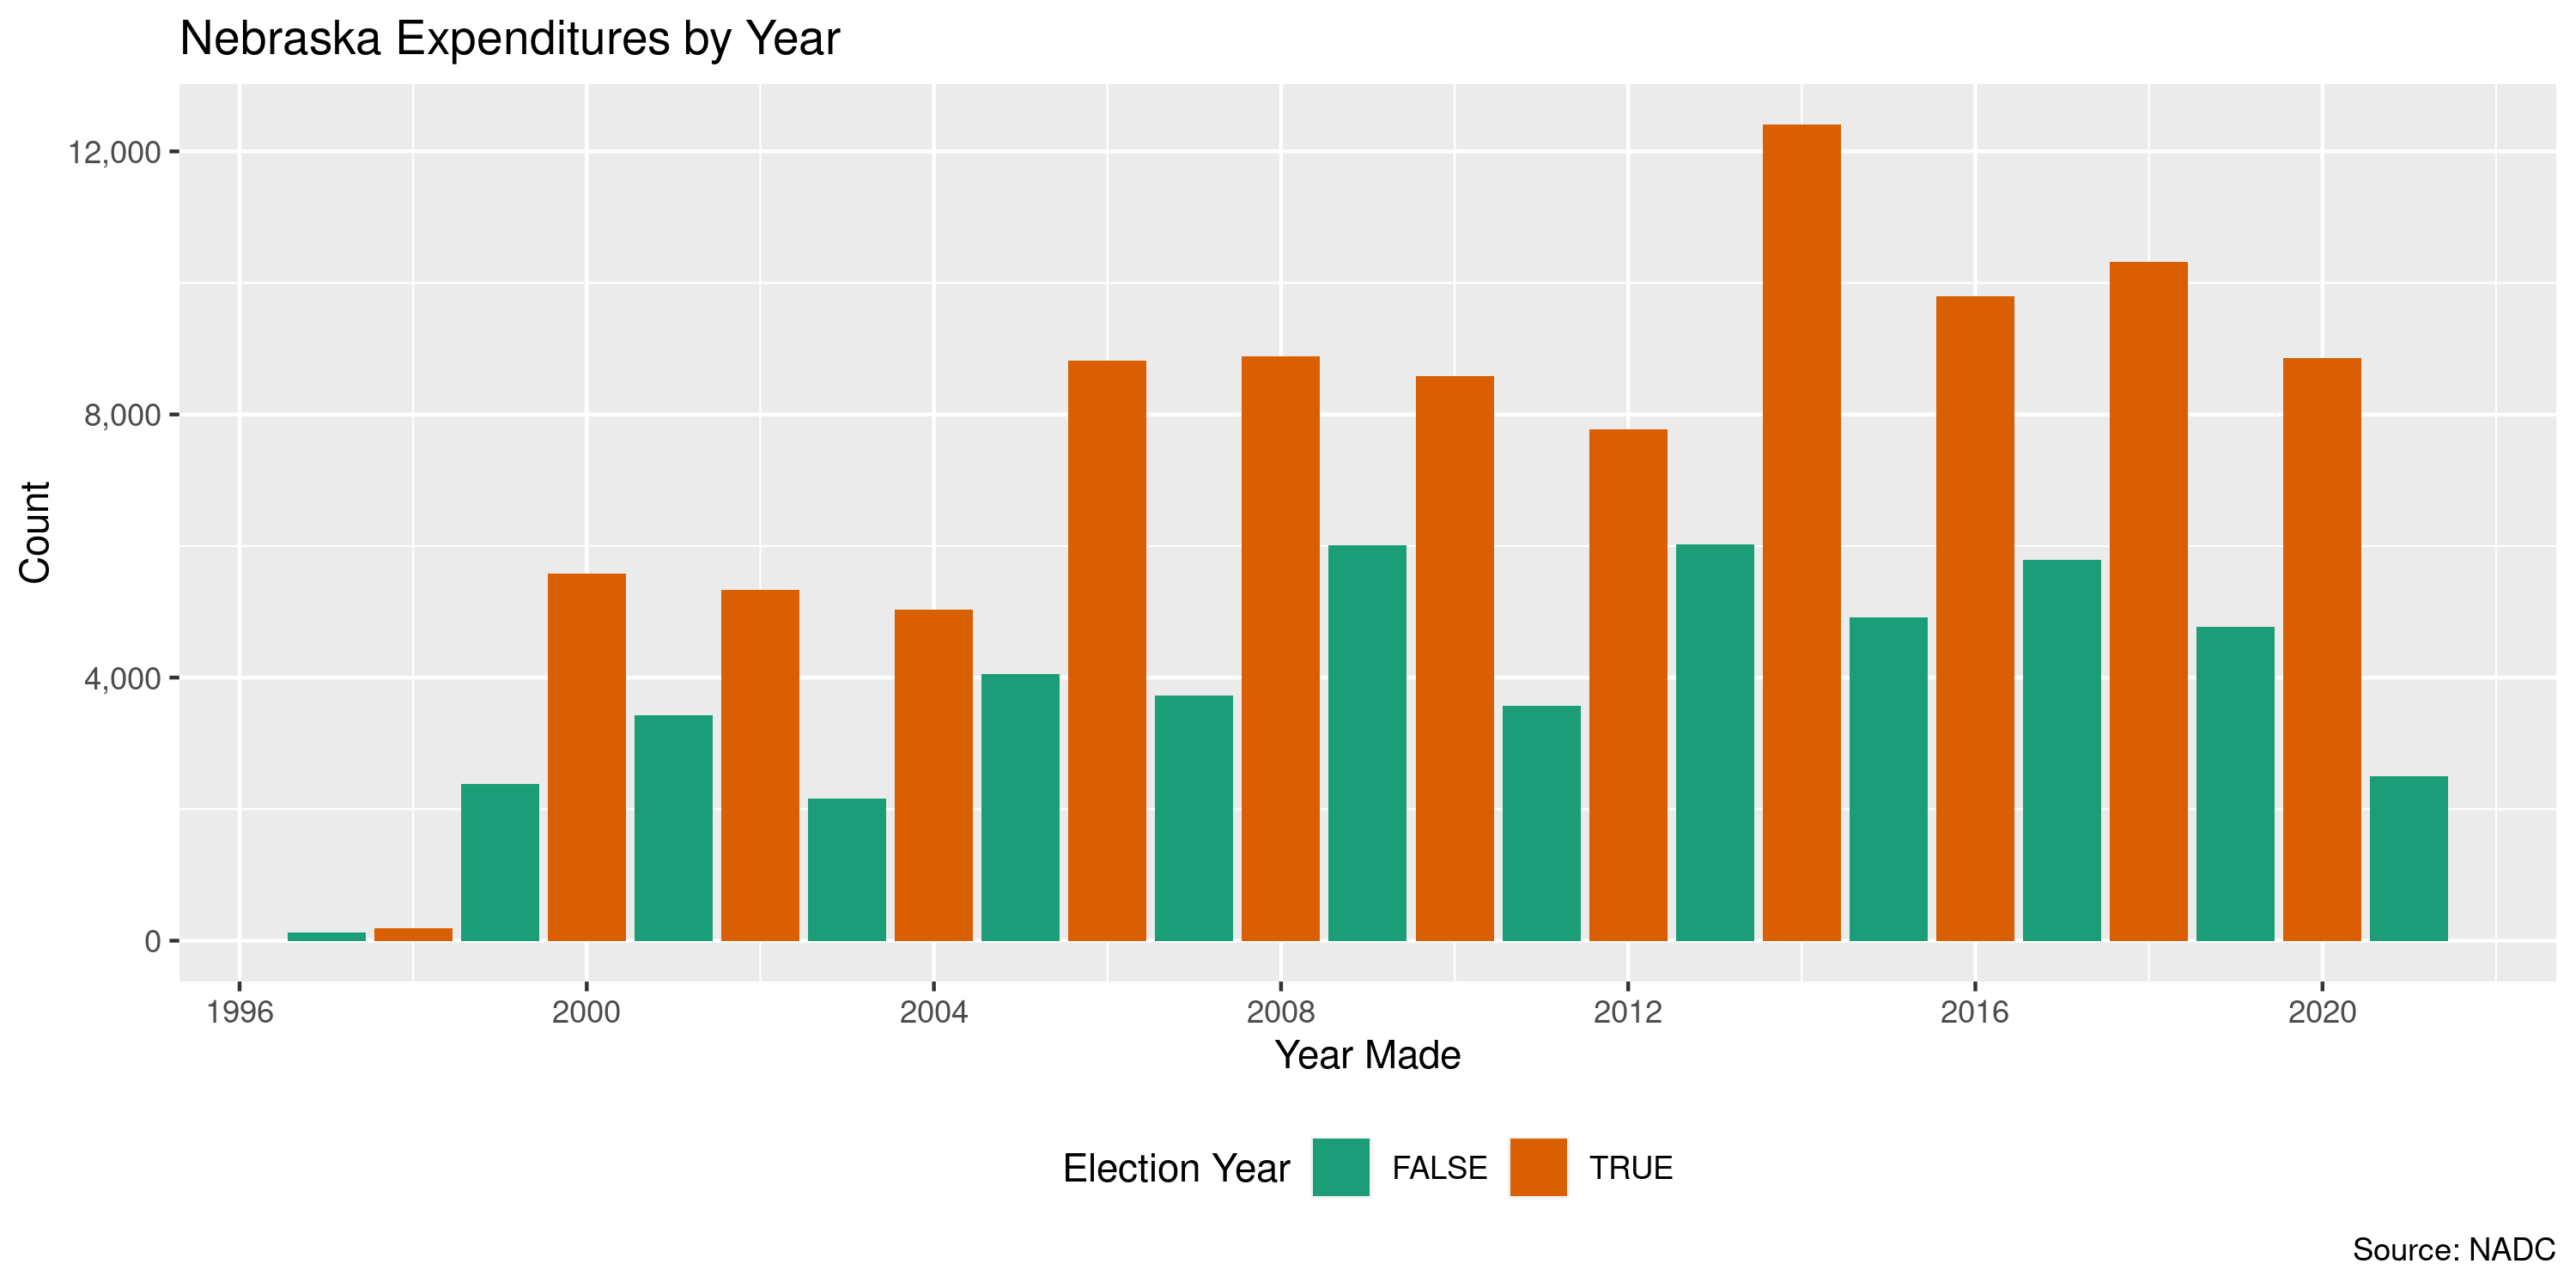 Nebraska Expenditures by Year
12,000
8,000
4,000
0
Count
1996 2000 2004 2008 2012 2016 2020
Year Made
Election Year FALSE TRUE
Source: NADC